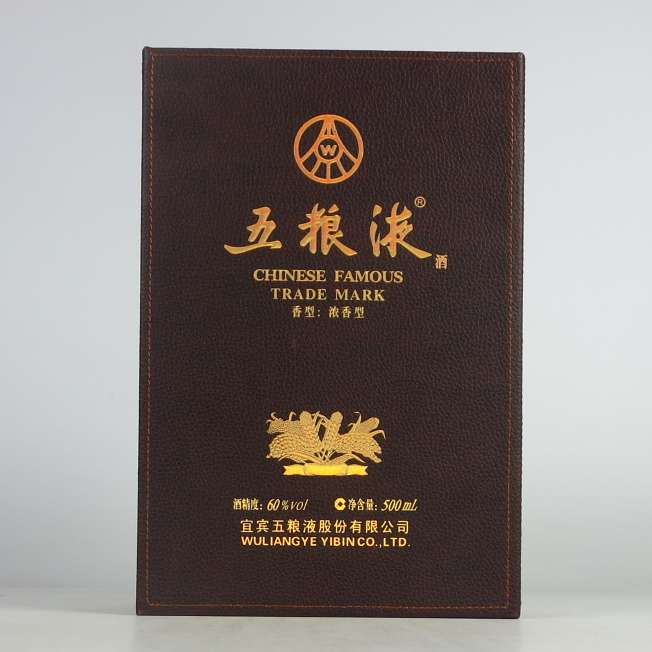 W
五粮液®
酒
CHINESE FAMOUS
TRADE MARK
香型：浓香型
酒精度：60%vol C净含量：500mL
宜宾五粮液股份有限公司
WULIANGYE YIBIN CO.,LTD.